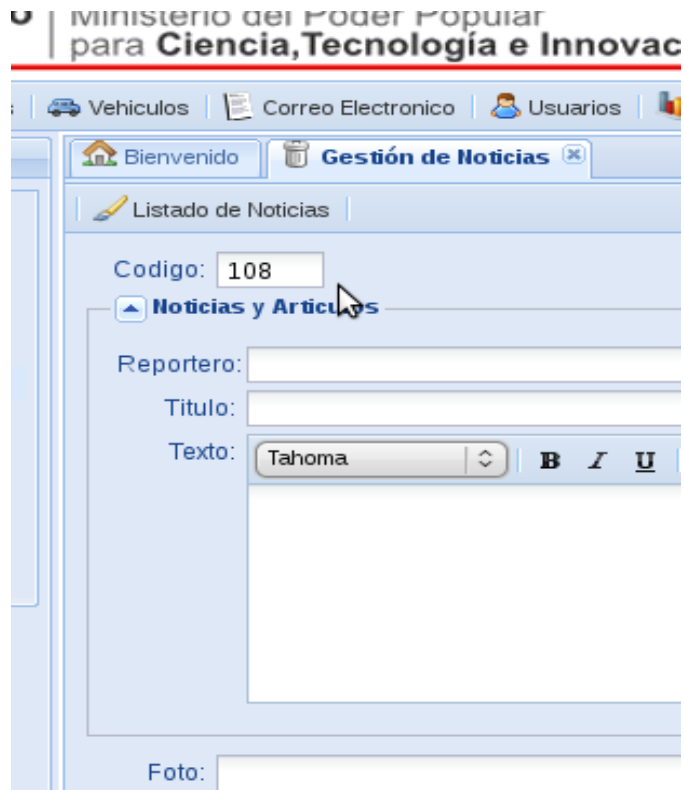 Ministerio del Poder Popular
para Ciencia,Tecnología e Innovac
Vehiculos Correo Electronico Usuarios
Bienvenido Gestión de Noticias
Listado de Noticias
Codigo: 108
Noticias y Articulos
Reportero:
Titulo:
Texto: Tahoma B I U
Foto: